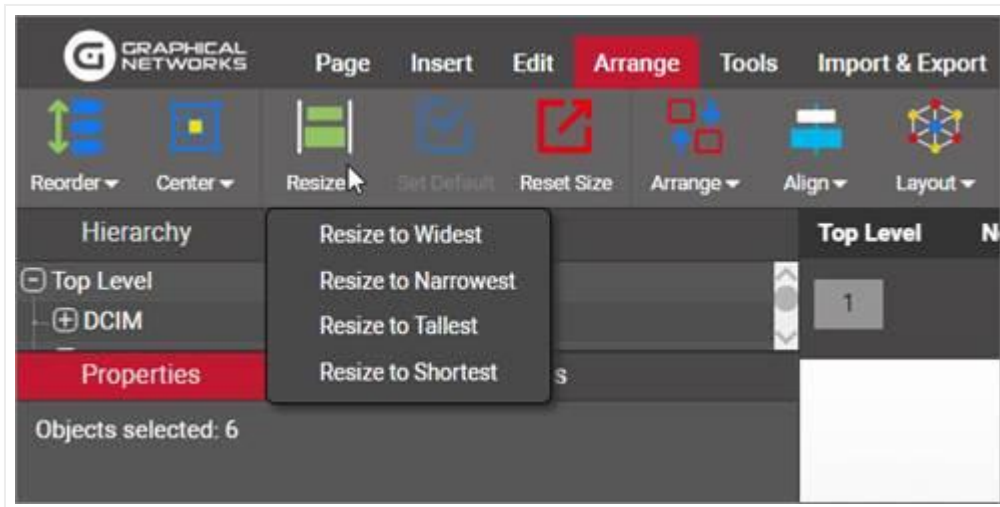 GRAPHICAL
NETWORKS
Page Insert Edit Arrange Tools Import & Export
Reorder Center Resize Set Default Reset Size Arrange Align Layout
Hierarchy
Top Level
Resize to Widest
Resize to Narrowest
Resize to Tallest
Resize to Shortest
Top Level
DCIM
1
Properties
Objects selected: 6